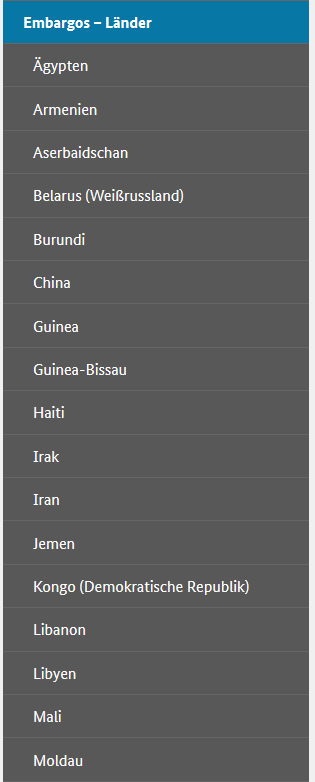 Embargos – Länder
Ägypten
Armenien
Aserbaidschan
Belarus (Weißrussland)
Burundi
China
Guinea
Guinea-Bissau
Haiti
Irak
Iran
Jemen
Kongo (Demokratische Republik)
Libanon
Libyen
Mali
Moldau